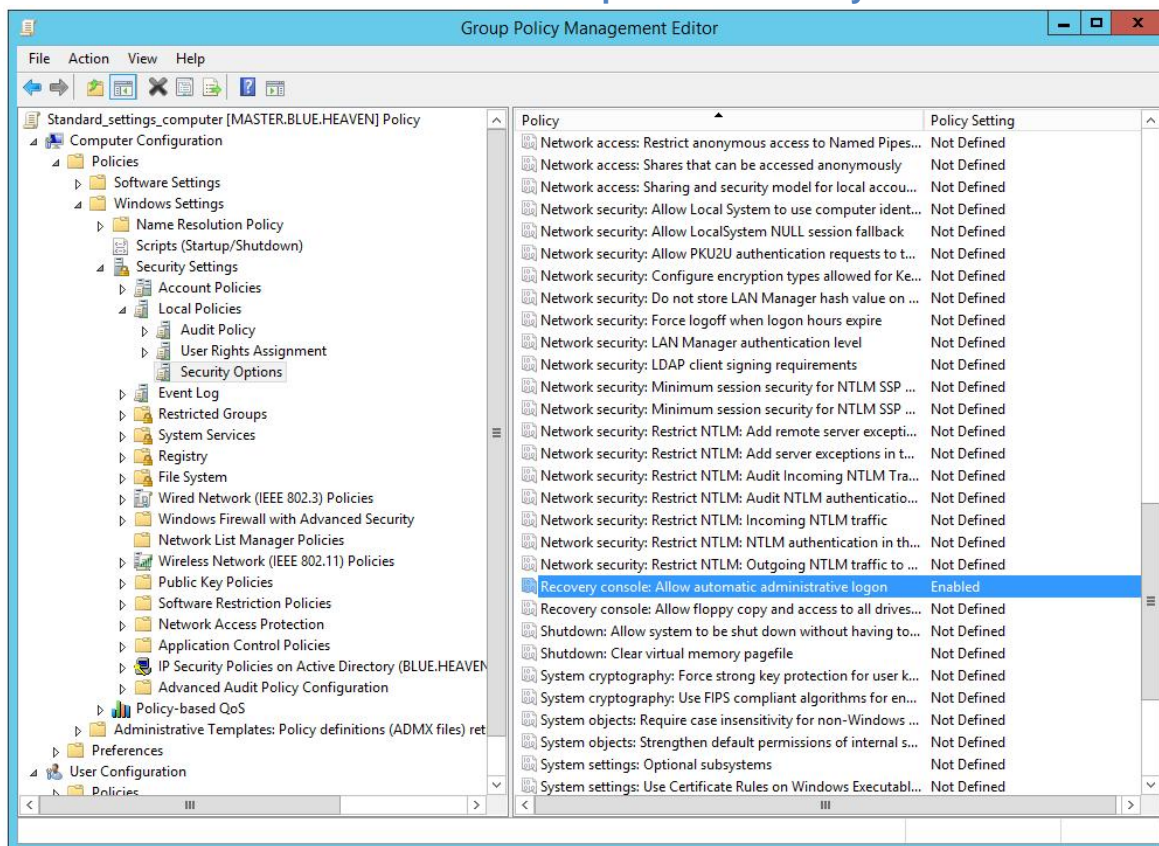 Group Policy Management Editor
File Action View Help
Standard_settings_computer [MASTER.BLUE.HEAVEN] Policy
Computer Configuration
Policies
Software Settings
Windows Settings
Name Resolution Policy
Scripts (Startup/Shutdown)
Security Settings
Account Policies
Local Policies
Audit Policy
User Rights Assignment
Security Options
Event Log
Restricted Groups
System Services
Registry
File System
Wired Network (IEEE 802.3) Policies
Windows Firewall with Advanced Security
Network List Manager Policies
Wireless Network (IEEE 802.11) Policies
Public Key Policies
Software Restriction Policies
Network Access Protection
Application Control Policies
IP Security Policies on Active Directory (BLUE.HEAVEN
Advanced Audit Policy Configuration
Policy-based QoS
Administrative Templates: Policy definitions (ADMX files) ret
Preferences
User Configuration
Policies
Policy Policy Setting
Network access: Restrict anonymous access to Named Pipes... Not Defined
Network access: Shares that can be accessed anonymously Not Defined
Network access: Sharing and security model for local accou... Not Defined
Network security: Allow Local System to use computer ident... Not Defined
Network security: Allow LocalSystem NULL session fallback Not Defined
Network security: Allow PKU2U authentication requests to t... Not Defined
Network security: Configure encryption types allowed for Ke... Not Defined
Network security: Do not store LAN Manager hash value on ... Not Defined
Network security: Force logoff when logon hours expire Not Defined
Network security: LAN Manager authentication level Not Defined
Network security: LDAP client signing requirements Not Defined
Network security: Minimum session security for NTLM SSP ... Not Defined
Network security: Minimum session security for NTLM SSP ... Not Defined
Network security: Restrict NTLM: Add remote server excepti... Not Defined
Network security: Restrict NTLM: Add server exceptions in t... Not Defined
Network security: Restrict NTLM: Audit Incoming NTLM Tra... Not Defined
Network security: Restrict NTLM: Audit NTLM authenticatio... Not Defined
Network security: Restrict NTLM: Incoming NTLM traffic Not Defined
Network security: Restrict NTLM: NTLM authentication in th... Not Defined
Network security: Restrict NTLM: Outgoing NTLM traffic to ... Not Defined
Recovery console: Allow automatic administrative logon Enabled
Recovery console: Allow floppy copy and access to all drives... Not Defined
Shutdown: Allow system to be shut down without having to... Not Defined
Shutdown: Clear virtual memory pagefile Not Defined
System cryptography: Force strong key protection for user k... Not Defined
System cryptography: Use FIPS compliant algorithms for en... Not Defined
System objects: Require case insensitivity for non-Windows ... Not Defined
System objects: Strengthen default permissions of internal s... Not Defined
System settings: Optional subsystems Not Defined
System settings: Use Certificate Rules on Windows Executabl... Not Defined